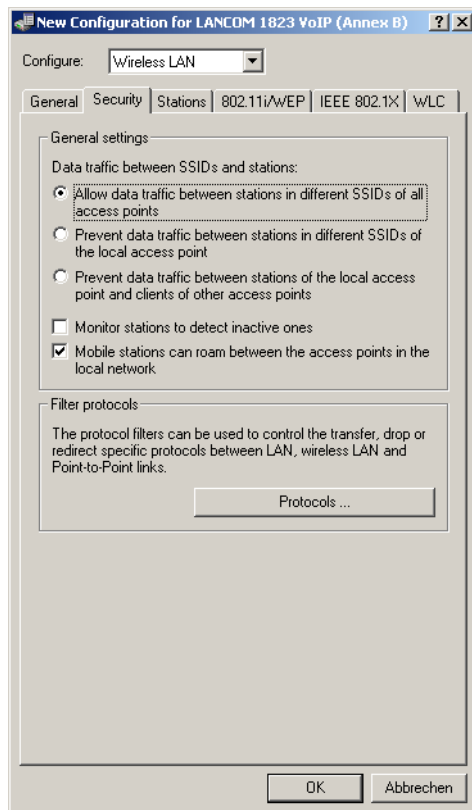 New Configuration for LANCOM 1823 VoIP (Annex B)
Configure: Wireless LAN
General Security Stations 802.11i/WEP IEEE 802.1X WLC
General settings
Data traffic between SSIDs and stations:
Allow data traffic between stations in different SSIDs of all
access points
Prevent data traffic between stations in different SSIDs of
the local access point
Prevent data traffic between stations of the local access
point and clients of other access points
Monitor stations to detect inactive ones
Mobile stations can roam between the access points in the
local network
Filter protocols
The protocol filters can be used to control the transfer, drop or
redirect specific protocols between LAN, wireless LAN and
Point-to-Point links.
Protocols ...
OK Abbrechen